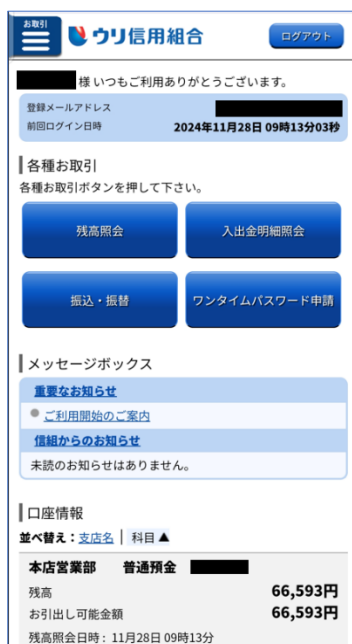 お取引
ウリ信用組合
ログアウト
様 いつもご利用ありがとうございます。
登録メールアドレス
前回ログイン日時 2024年11月28日 09時13分03秒
各種お取引
各種お取引ボタンを押して下さい。
残高照会 入出金明細照会
振込・振替 ワンタイムパスワード申請
メッセージボックス
重要なお知らせ
ご利用開始のご案内
信組からのお知らせ
未読のお知らせはありません。
口座情報
並べ替え：支店名 | 科目▲
本店営業部 普通預金
残高 66,593円
お引出し可能金額 66,593円
残高照会日時：11月28日 09時13分